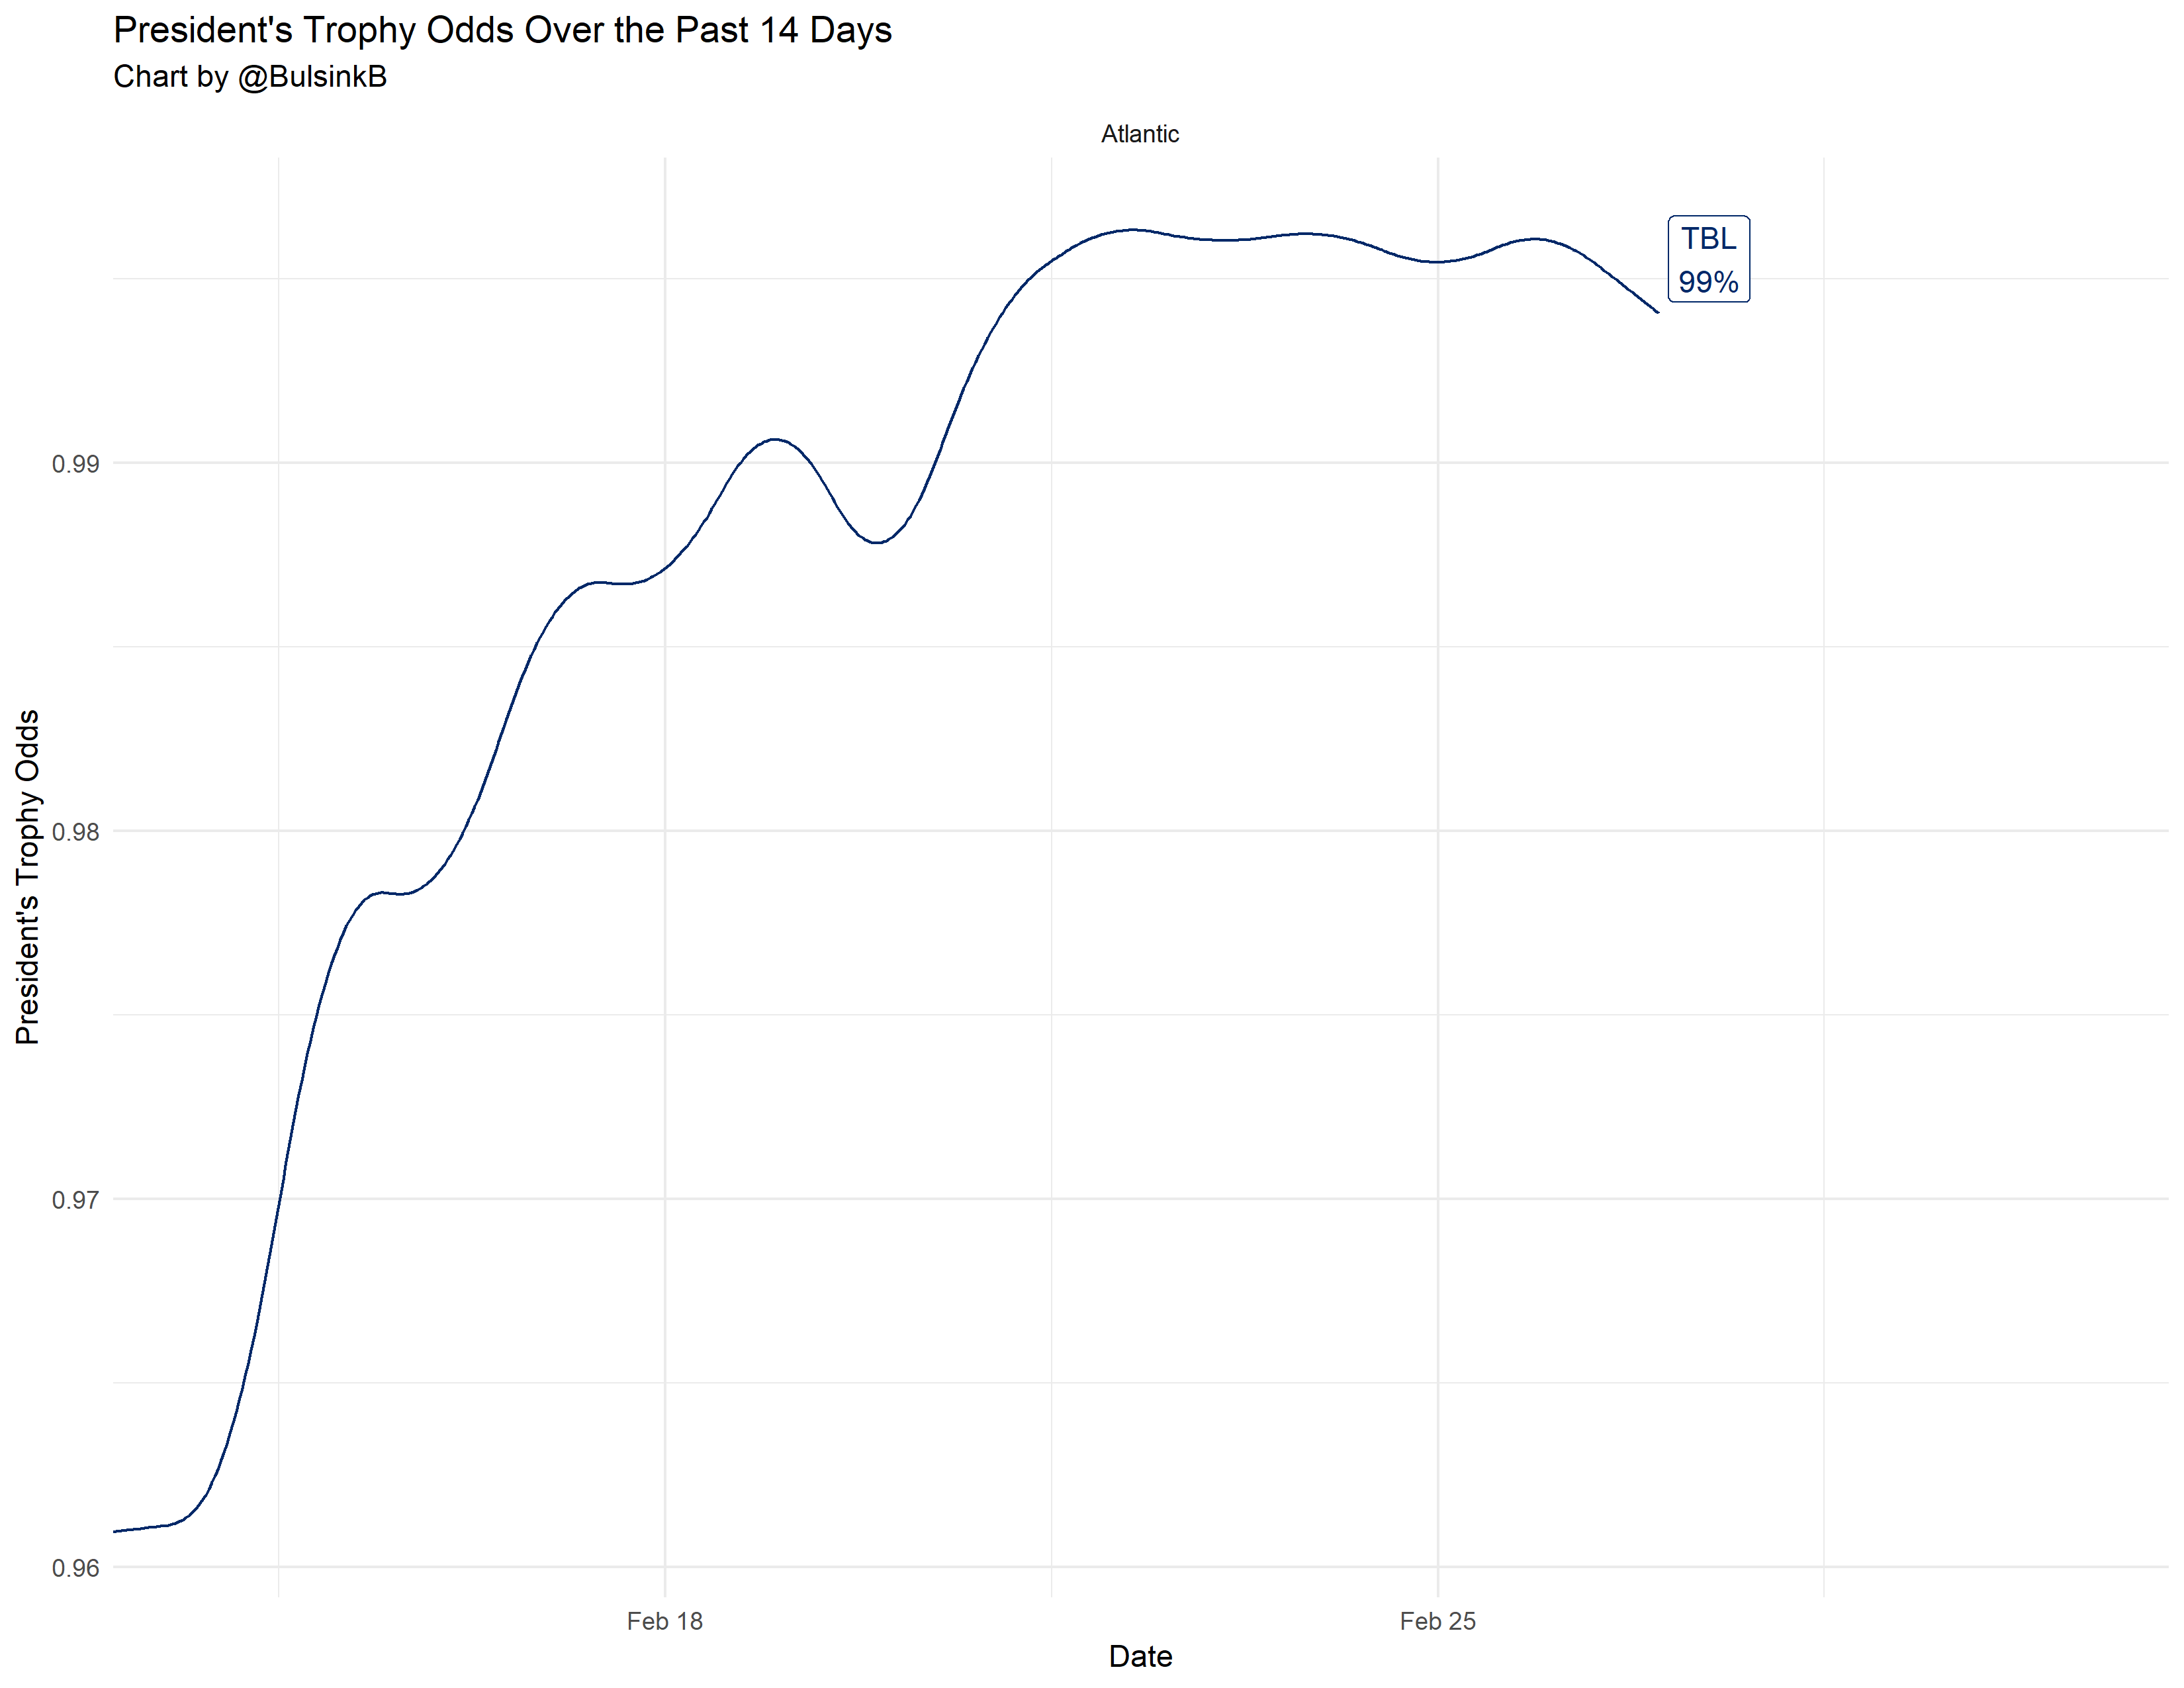 President's Trophy Odds Over the Past 14 Days
Chart by @BulsinkB
Atlantic
TBL
99%
0.99
0.98
0.97
0.96
President's Trophy Odds
Feb 18
Feb 25
Date